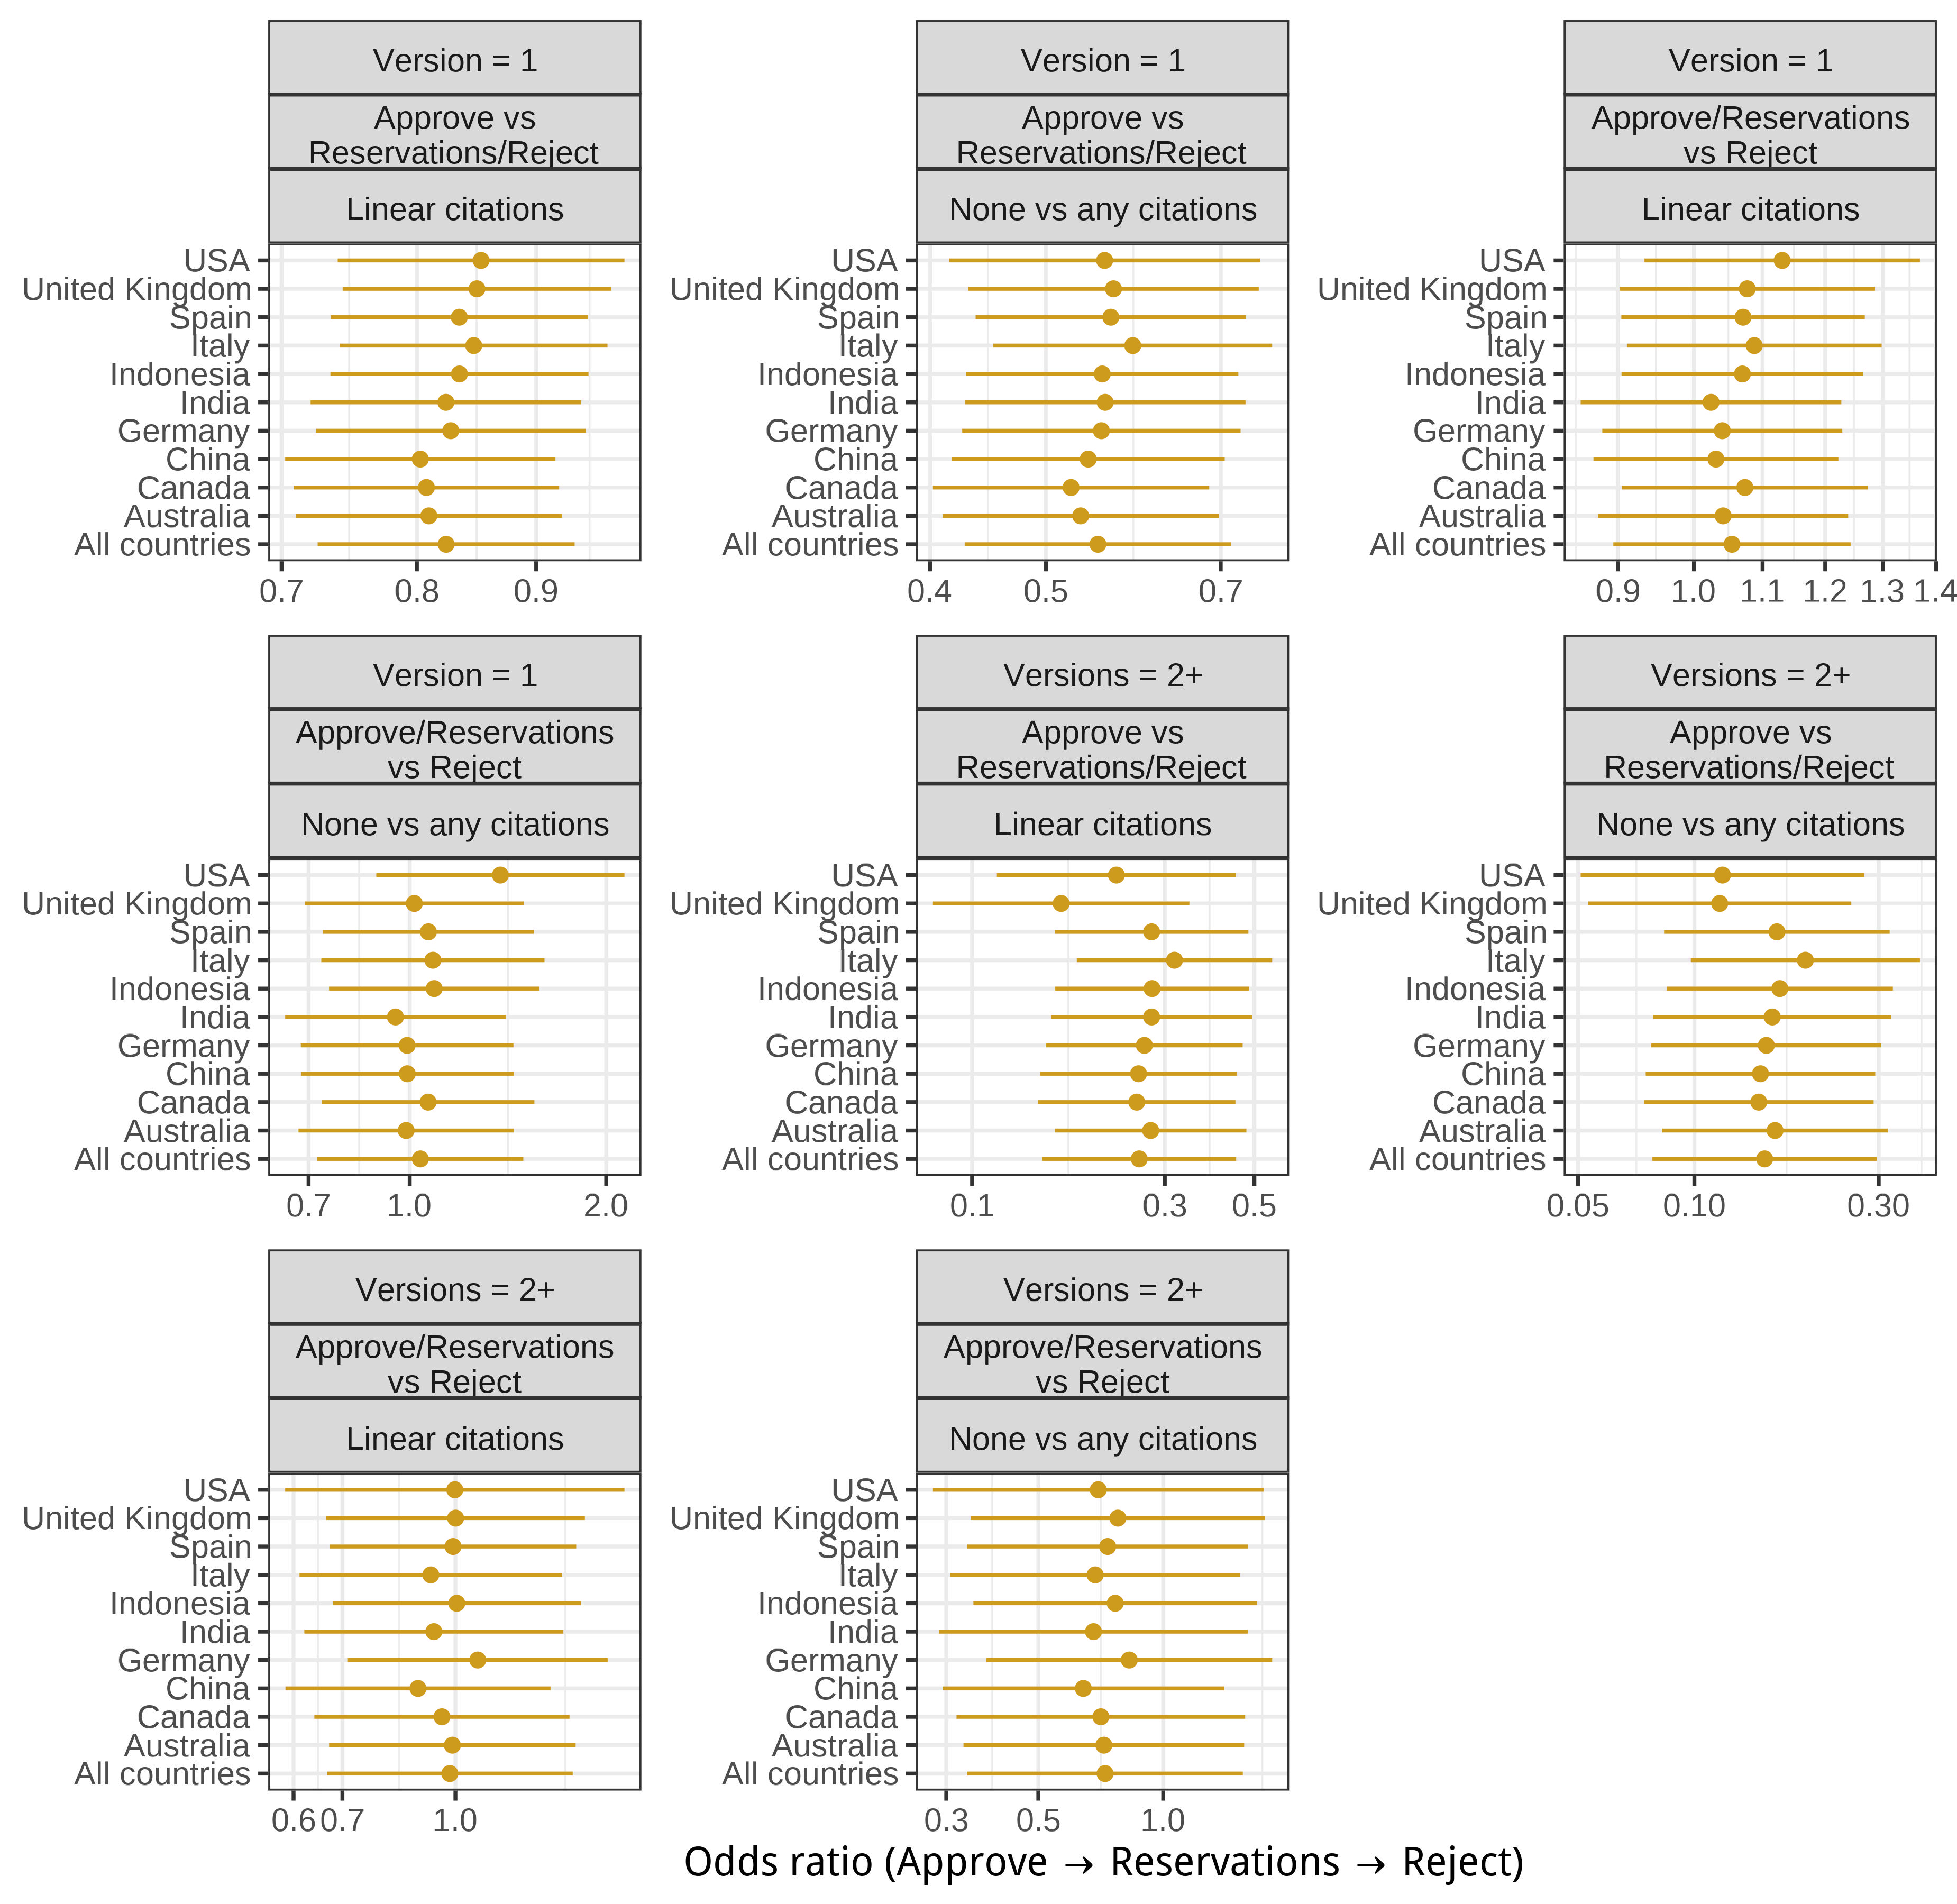 Version = 1
Approve vs
Reservations/Reject
Linear citations
USA
United Kingdom
Spain
Italy
Indonesia
India
Germany
China
Canada
Australia
All countries
0.7 0.8 0.9
Version = 1
Approve vs
Reservations/Reject
None vs any citations
USA
United Kingdom
Spain
Italy
Indonesia
India
Germany
China
Canada
Australia
All countries
0.4 0.5 0.7
Version = 1
Approve/Reservations
vs Reject
Linear citations
USA
United Kingdom
Spain
Italy
Indonesia
India
Germany
China
Canada
Australia
All countries
0.9 1.0 1.1 1.2 1.3 1.4
Version = 1
Approve/Reservations
vs Reject
None vs any citations
USA
United Kingdom
Spain
Italy
Indonesia
India
Germany
China
Canada
Australia
All countries
0.7 1.0 2.0
Versions = 2+
Approve vs
Reservations/Reject
Linear citations
USA
United Kingdom
Spain
Italy
Indonesia
India
Germany
China
Canada
Australia
All countries
0.1 0.3 0.5
Versions = 2+
Approve vs
Reservations/Reject
None vs any citations
USA
United Kingdom
Spain
Italy
Indonesia
India
Germany
China
Canada
Australia
All countries
0.05 0.10 0.30
Versions = 2+
Approve/Reservations
vs Reject
Linear citations
USA
United Kingdom
Spain
Italy
Indonesia
India
Germany
China
Canada
Australia
All countries
0.6 0.7 1.0
Versions = 2+
Approve/Reservations
vs Reject
None vs any citations
USA
United Kingdom
Spain
Italy
Indonesia
India
Germany
China
Canada
Australia
All countries
0.3 0.5 1.0
Odds ratio (Approve → Reservations → Reject)